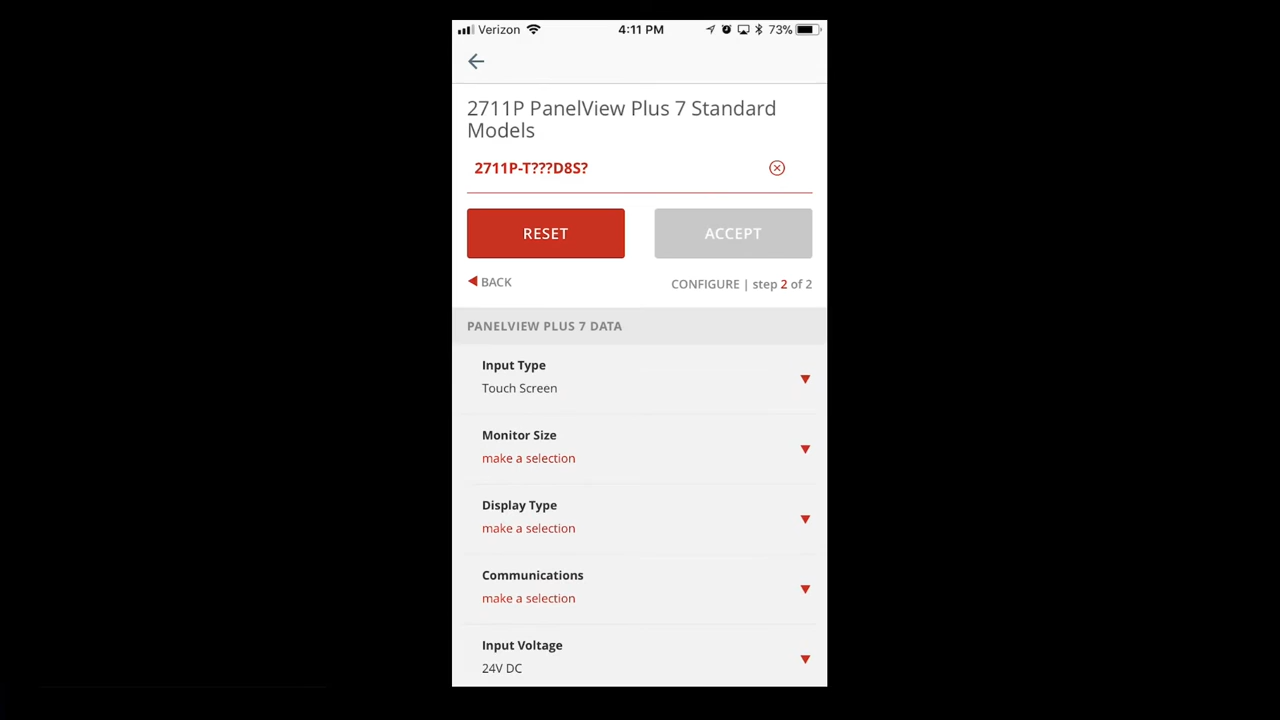 Verizon 4:11 PM 73%
2711P PanelView Plus 7 Standard
Models
2711P-T???D8S?
RESET ACCEPT
BACK CONFIGURE | step 2 of 2
PANELVIEW PLUS 7 DATA
Input Type
Touch Screen
Monitor Size
make a selection
Display Type
make a selection
Communications
make a selection
Input Voltage
24V DC